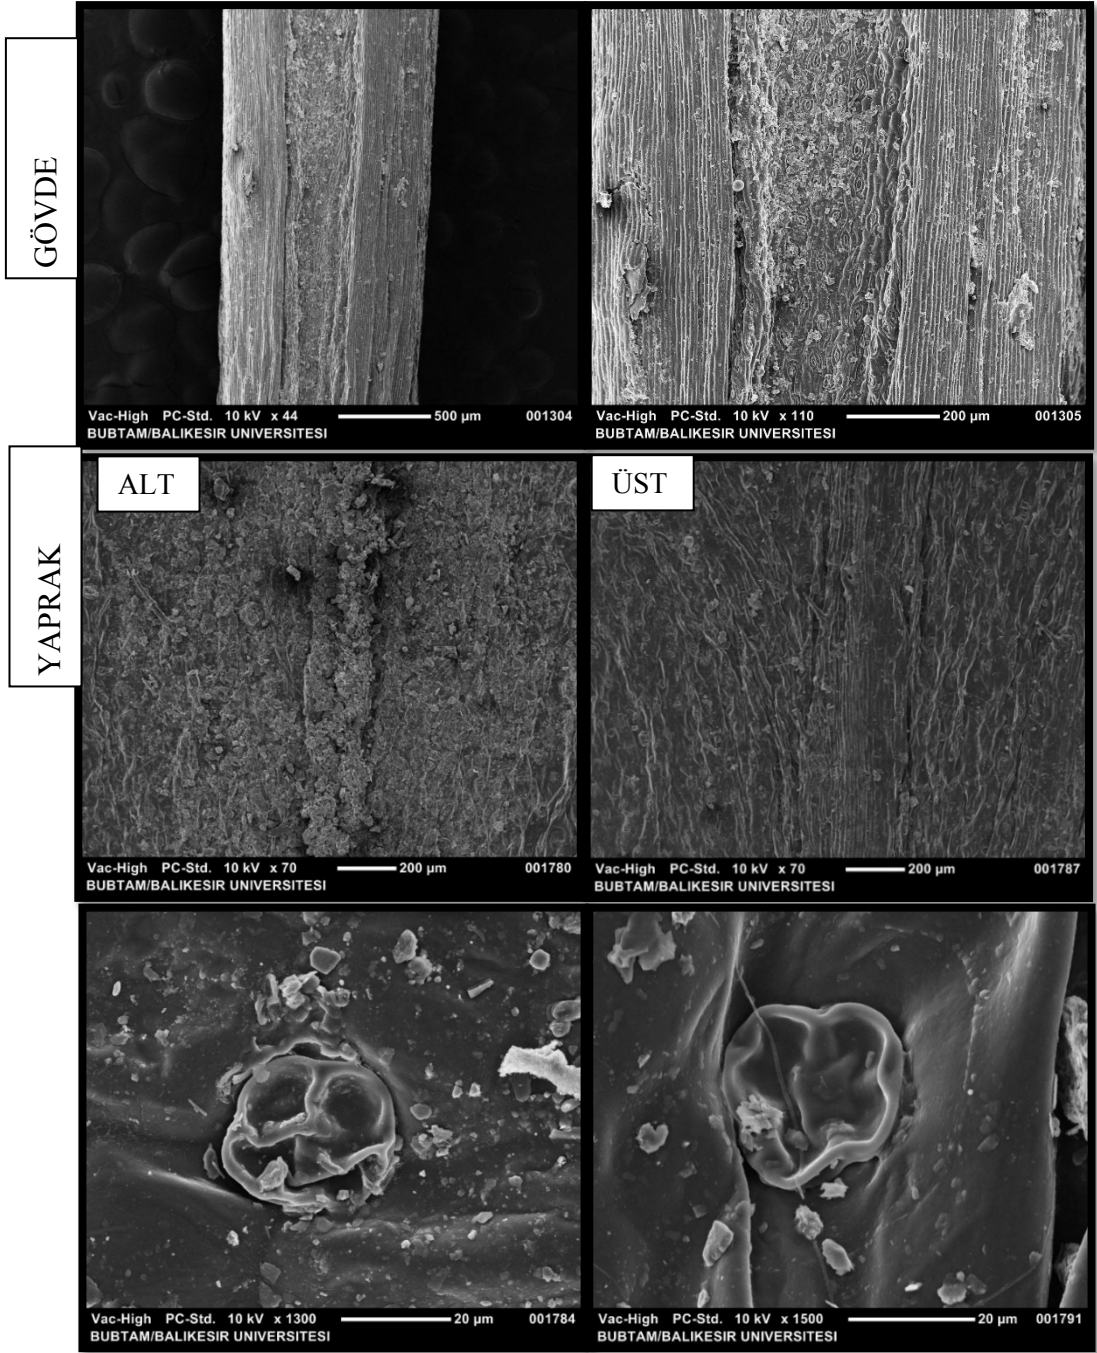 GÖVDE
Vac-High PC-Std. 10 kV x 44 500 µm 001304
BUBTAM/BALIKESIR UNIVERSITESI
Vac-High PC-Std. 10 kV x 110 200 µm 001305
BUBTAM/BALIKESIR UNIVERSITESI
YAPRAK
ALT
ÜST
Vac-High PC-Std. 10 kV x 70 200 µm 001780
BUBTAM/BALIKESIR UNIVERSITESI
Vac-High PC-Std. 10 kV x 70 200 µm 001787
BUBTAM/BALIKESIR UNIVERSITESI
Vac-High PC-Std. 10 kV x 1300 20 µm 001784
BUBTAM/BALIKESIR UNIVERSITESI
Vac-High PC-Std. 10 kV x 1500 20 µm 001791
BUBTAM/BALIKESIR UNIVERSITESI